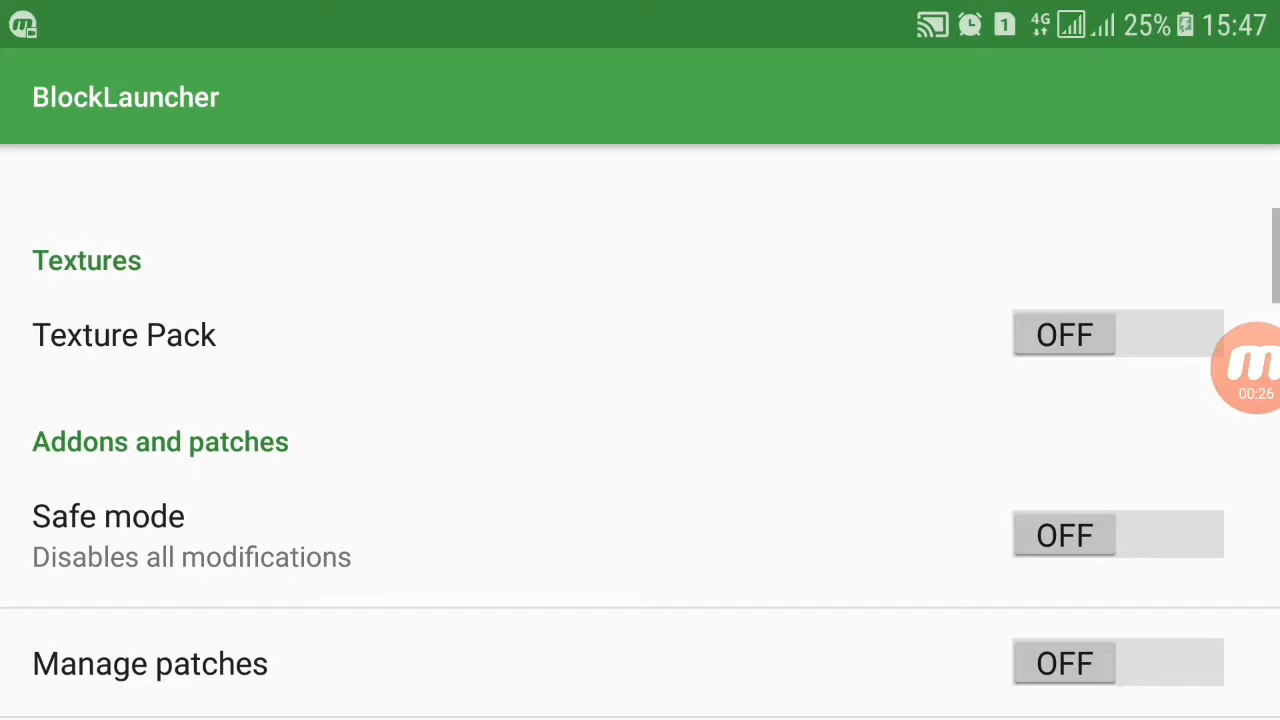 1 4G 25% 15:47
BlockLauncher
Textures
Texture Pack OFF
00:26
Addons and patches
Safe mode OFF
Disables all modifications
Manage patches OFF